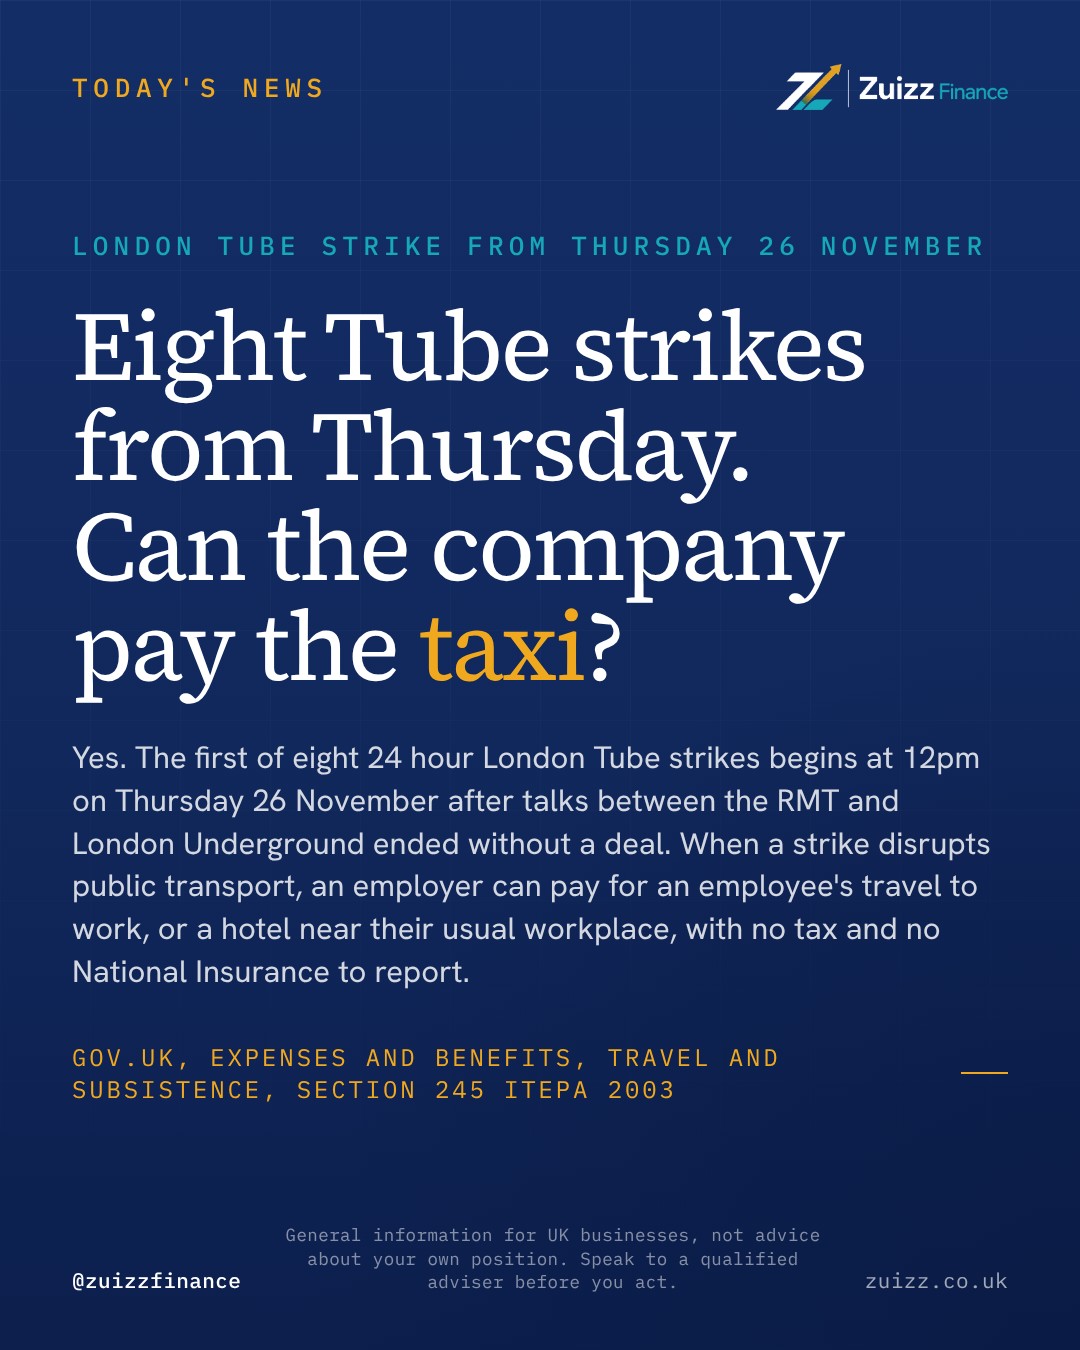 TODAY'S NEWS
Zuizz Finance
LONDON TUBE STRIKE FROM THURSDAY 26 NOVEMBER
Eight Tube strikes
from Thursday.
Can the company
pay the taxi?
Yes. The first of eight 24 hour London Tube strikes begins at 12pm
on Thursday 26 November after talks between the RMT and
London Underground ended without a deal. When a strike disrupts
public transport, an employer can pay for an employee's travel to
work, or a hotel near their usual workplace, with no tax and no
National Insurance to report.
GOV.UK, EXPENSES AND BENEFITS, TRAVEL AND
SUBSISTENCE, SECTION 245 ITEPA 2003
General information for UK businesses, not advice
about your own position. Speak to a qualified
adviser before you act.
@zuizzfinance
zuizz.co.uk